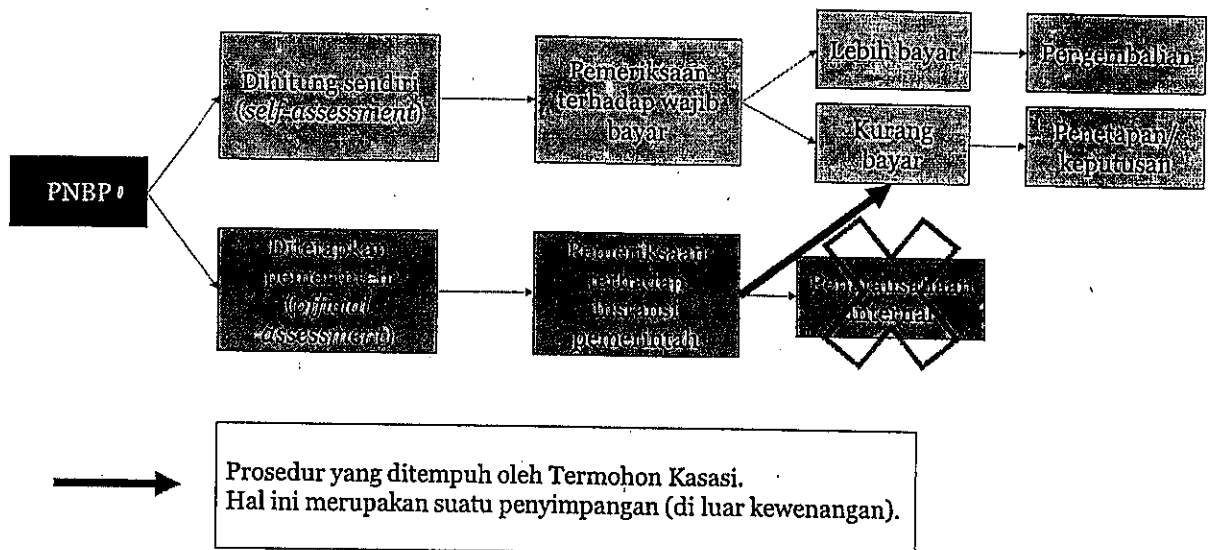 PNBP
Dihitung sendiri
(self-assessment)
Pemeriksaan
terhadap wajib
bayar
Lebih bayar
Pengembalian
Kurang
bayar
Penetapan/
keputusan
Ditetapkan
pemerintah
(official
-assessment)
Pemeriksaan
terhadap
instansi
pemerintah
internal
Prosedur yang ditempuh oleh Termohon Kasasi.
Hal ini merupakan suatu penyimpangan (di luar kewenangan).